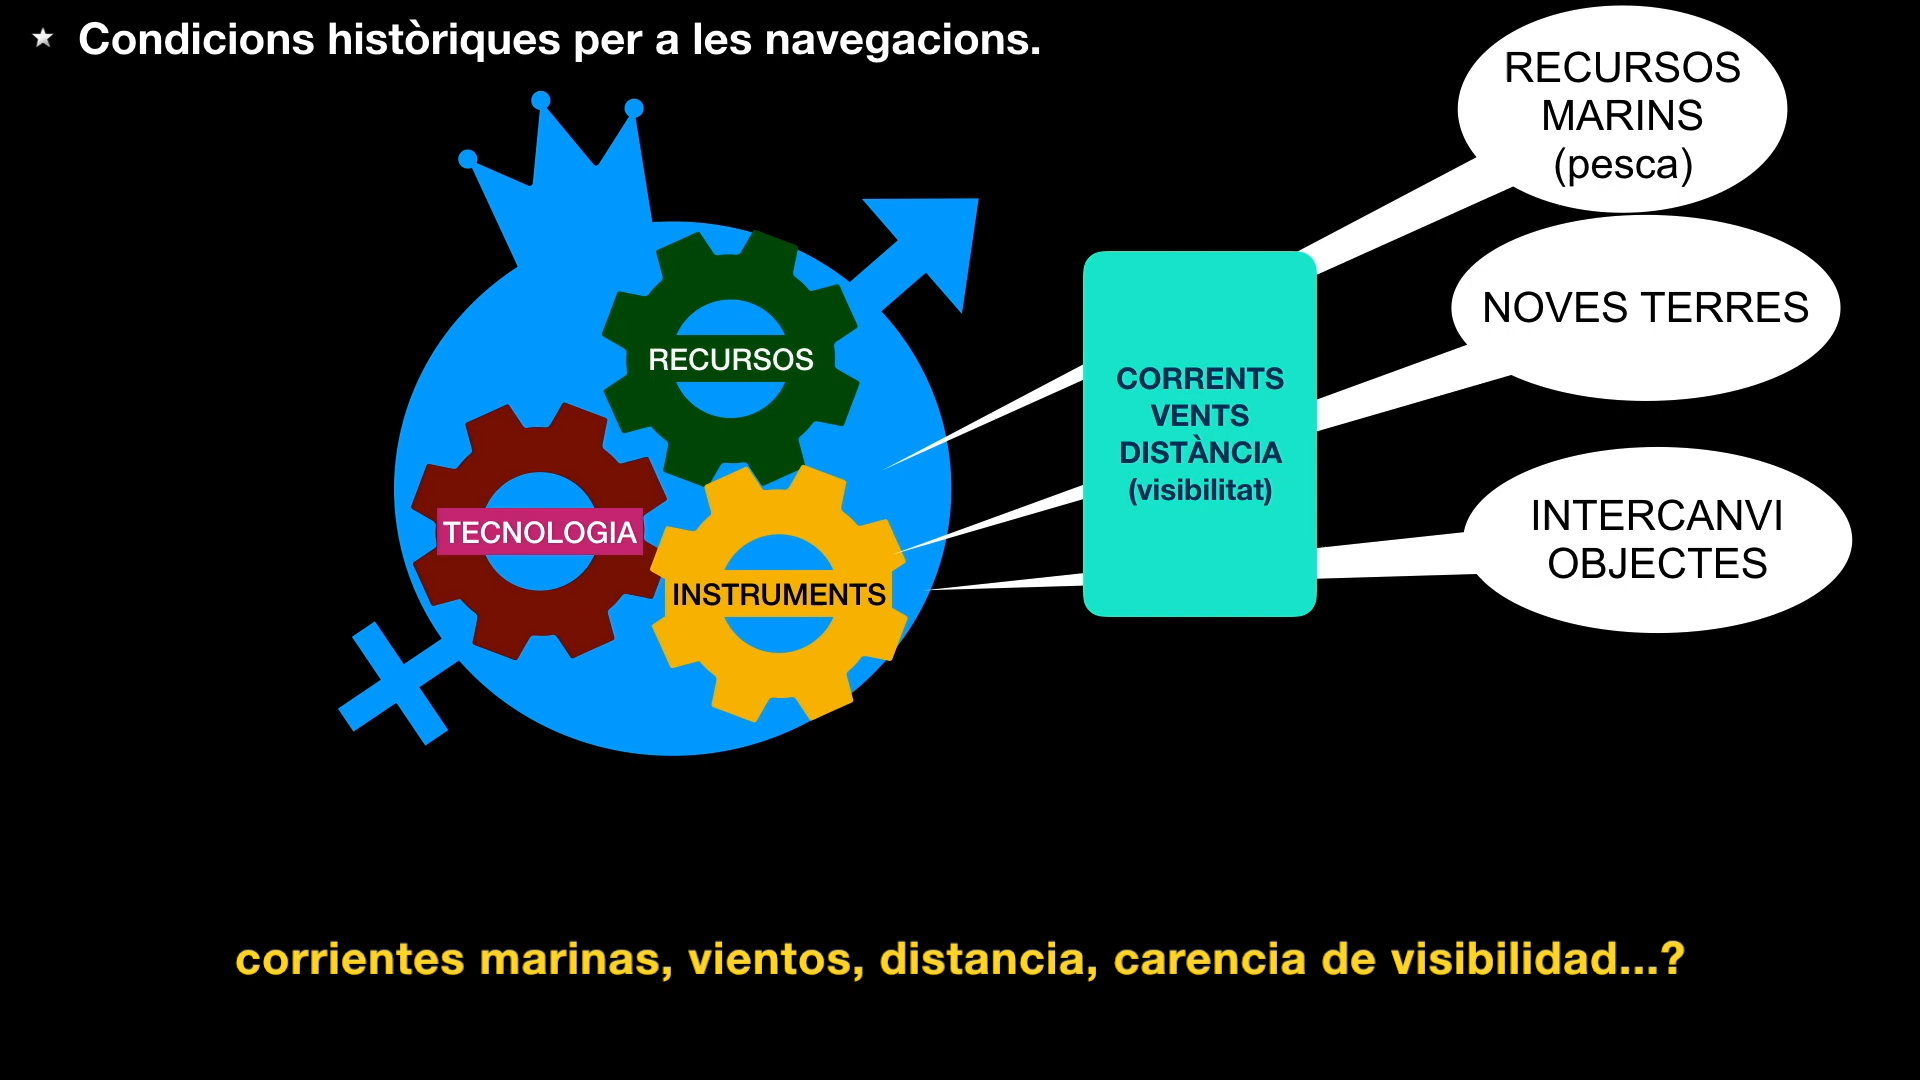 Condicions històriques per a les navegacions.
RECURSOS
MARINS
(pesca)
NOVES TERRES
INTERCANVI
OBJECTES
CORRENTS
VENTS
DISTÀNCIA
(visibilitat)
RECURSOS
TECNOLOGIA
INSTRUMENTS
corrientes marinas, vientos, distancia, carencia de visibilidad...?